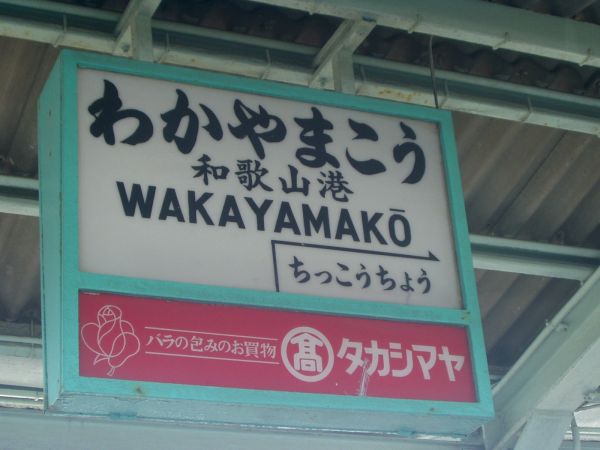 わかやまこう
和歌山港
WAKAYAMAKŌ
ちっこうちょう
バラの包みのお買物 髙 タカシマヤ